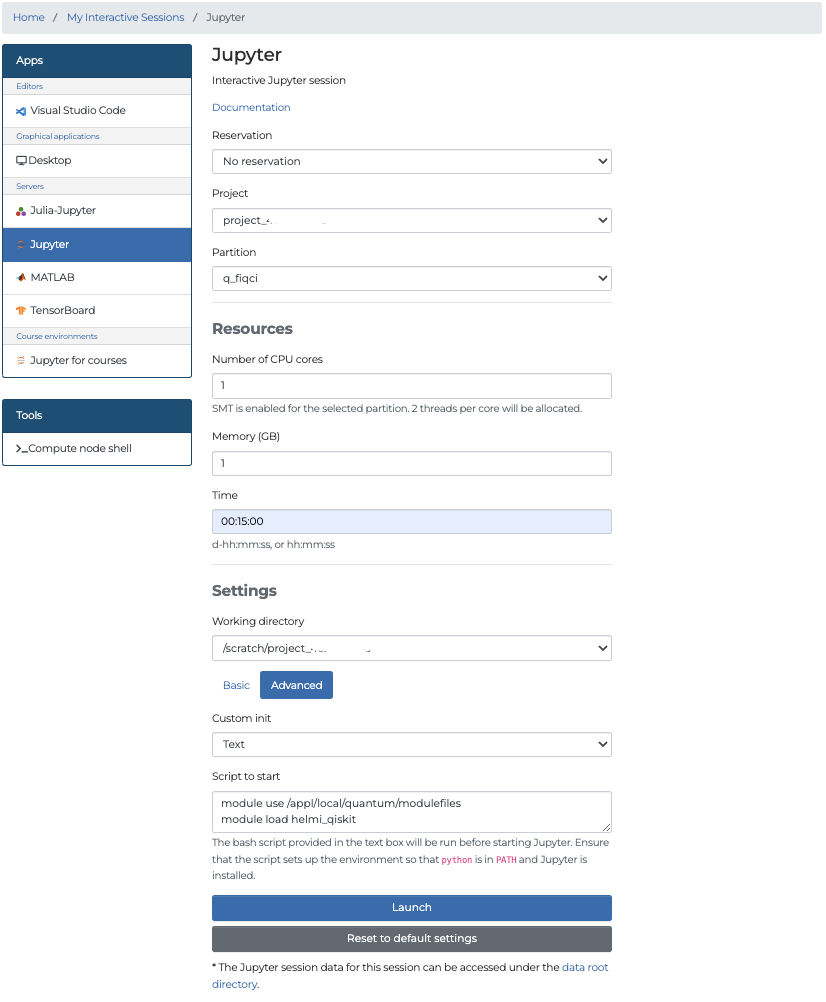 Home / My Interactive Sessions / Jupyter
Apps
Editors
Visual Studio Code
Graphical applications
Desktop
Servers
Julia-Jupyter
Jupyter
MATLAB
TensorBoard
Course environments
Jupyter for courses
Tools
>_Compute node shell
Jupyter
Interactive Jupyter session
Documentation
Reservation
No reservation
Project
project_
Partition
q_fiqci
Resources
Number of CPU cores
1
SMT is enabled for the selected partition. 2 threads per core will be allocated.
Memory (GB)
1
Time
00:15:00
d-hh:mm:ss, or hh:mm:ss
Settings
Working directory
/scratch/project_
Basic Advanced
Custom init
Text
Script to start
module use /appl/local/quantum/modulefiles
module load helmi_qiskit
The bash script provided in the text box will be run before starting Jupyter. Ensure
that the script sets up the environment so that python is in PATH and Jupyter is
installed.
Launch
Reset to default settings
* The Jupyter session data for this session can be accessed under the data root
directory.